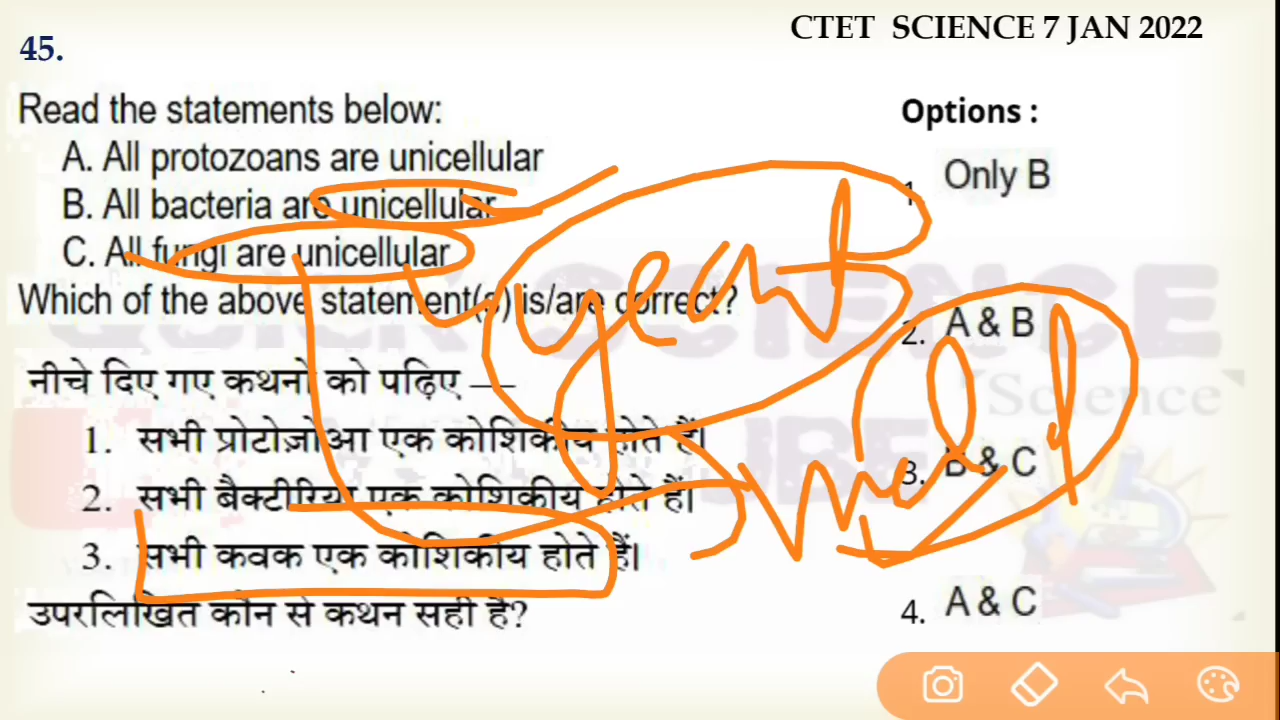 CTET SCIENCE 7 JAN 2022
45.
Read the statements below:
A. All protozoans are unicellular
B. All bacteria are unicellular
C. All fungi are unicellular
Which of the above statement(s) is/are correct?
नीचे दिए गए कथनों को पढ़िए —
1. सभी प्रोटोज़ोआ एक कोशिकीय होते हैं।
2. सभी बैक्टीरिया एक कोशिकीय होते हैं।
3. सभी कवक एक कोशिकीय होते हैं।
उपरलिखित कौन से कथन सही हैं?
Options :
1. Only B
2. A & B
3. B & C
4. A & C
yeast
Science